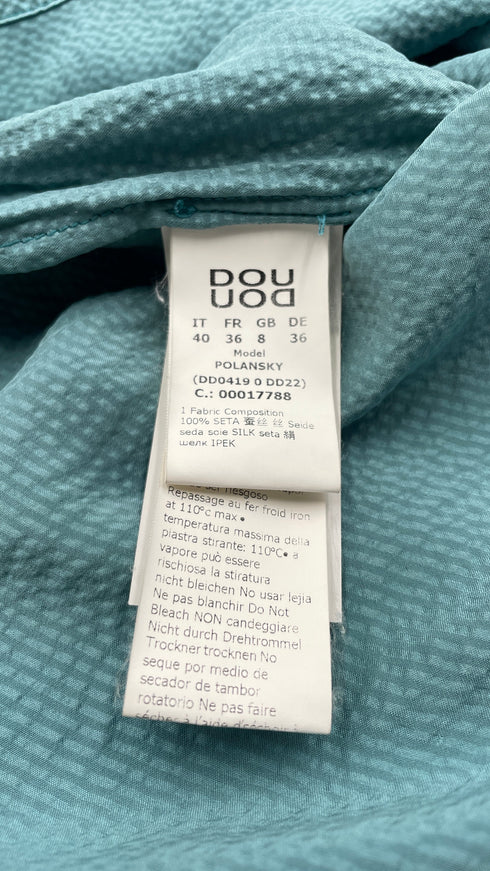 DOU
UOD
IT FR GB DE
40 36 8 36
Model
POLANSKY
(DD0419 0 DD22)
C.: 00017788
1 Fabric Composition
100% SETA 蚕丝 丝 Seide
seda soie SILK seta 絹
шелк IPEK
Repassage au fer froid iron
at 110°c max •
temperatura massima della
piastra stirante: 110°C• a
vapore può essere
rischiosa la stiratura
nicht bleichen No usar lejia
Ne pas blanchir Do Not
Bleach NON candeggiare
Nicht durch Drehtrommel
Trockner trocknen No
seque por medio de
secador de tambor
rotatorio Ne pas faire
sécher à l'aide